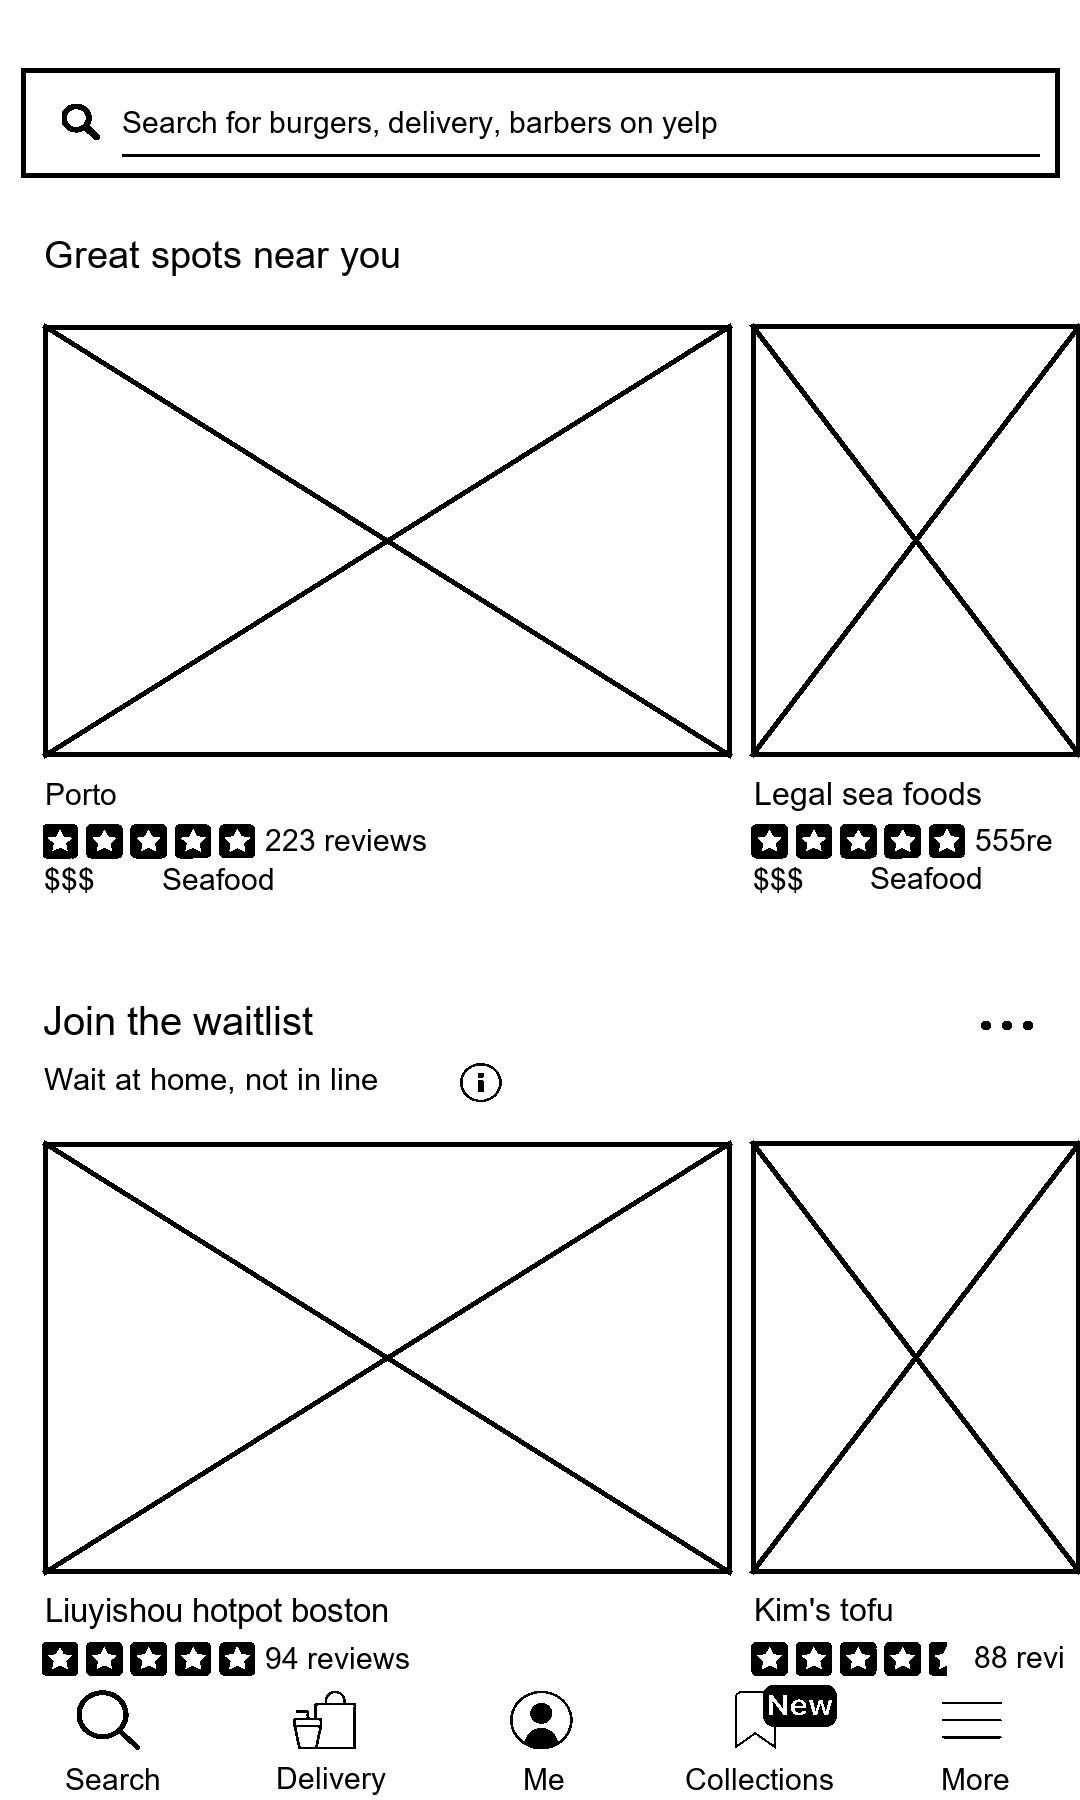 Search for burgers, delivery, barbers on yelp
Great spots near you
Porto
223 reviews
$$$ Seafood
Legal sea foods
555re
$$$ Seafood
Join the waitlist
Wait at home, not in line
Liuyishou hotpot boston
94 reviews
Kim's tofu
88 revi
New
Search
Delivery
Me
Collections
More